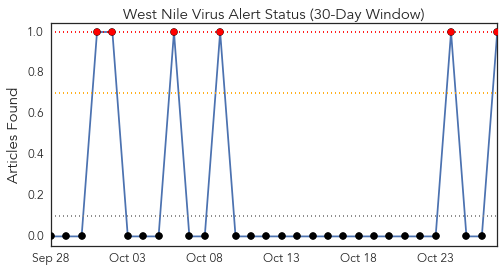 West Nile Virus Alert Status (30-Day Window)
Articles Found
1.0
0.8
0.6
0.4
0.2
0.0
Sep 28 Oct 03 Oct 08 Oct 13 Oct 18 Oct 23